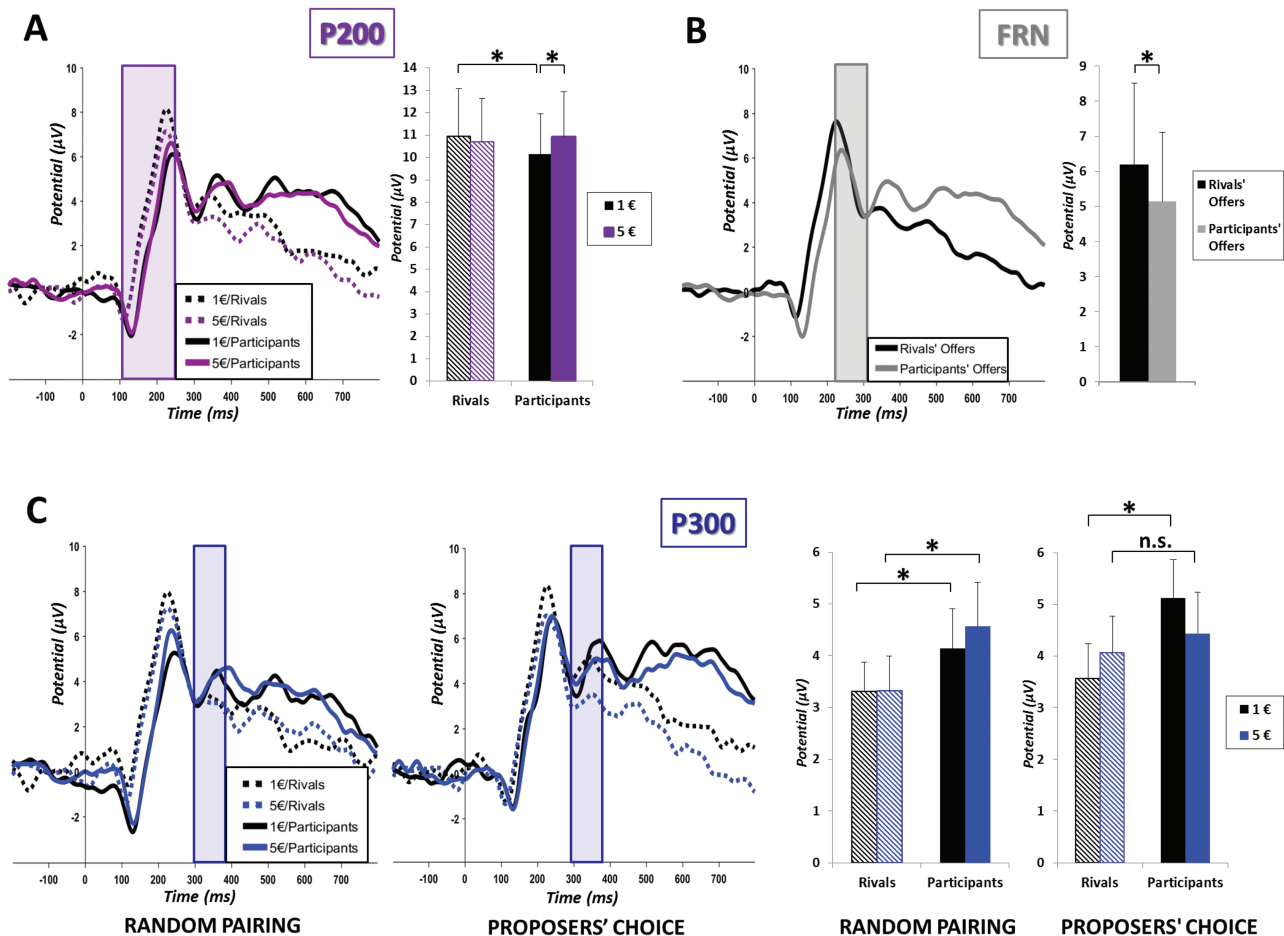 A
P200
10
8
6
4
2
0
-2
Potential (μV)
-100 0 100 200 300 400 500 600 700
Time (ms)
1€/Rivals
5€/Rivals
1€/Participants
5€/Participants
* *
14
13
12
11
10
9
8
7
6
5
4
3
2
1
0
Potential (μV)
Rivals Participants
1 €
5 €
B
FRN
10
8
6
4
2
0
-2
Potential (μV)
-100 0 100 200 300 400 500 600 700
Time (ms)
Rivals' Offers
Participants' Offers
*
9
8
7
6
5
4
3
2
1
0
Potential (μV)
Rivals'
Offers
Participants'
Offers
C
P300
10
8
6
4
2
0
-2
Potential (μV)
-100 0 100 200 300 400 500 600 700
Time (ms)
1€/Rivals
5€/Rivals
1€/Participants
5€/Participants
RANDOM PAIRING
10
8
6
4
2
0
-2
Potential (μV)
-100 0 100 200 300 400 500 600 700
Time (ms)
PROPOSERS’ CHOICE
*
*
6
5
4
3
2
1
0
Potential (μV)
Rivals Participants
RANDOM PAIRING
*
n.s.
6
5
4
3
2
1
0
Potential (μV)
Rivals Participants
PROPOSERS' CHOICE
1 €
5 €